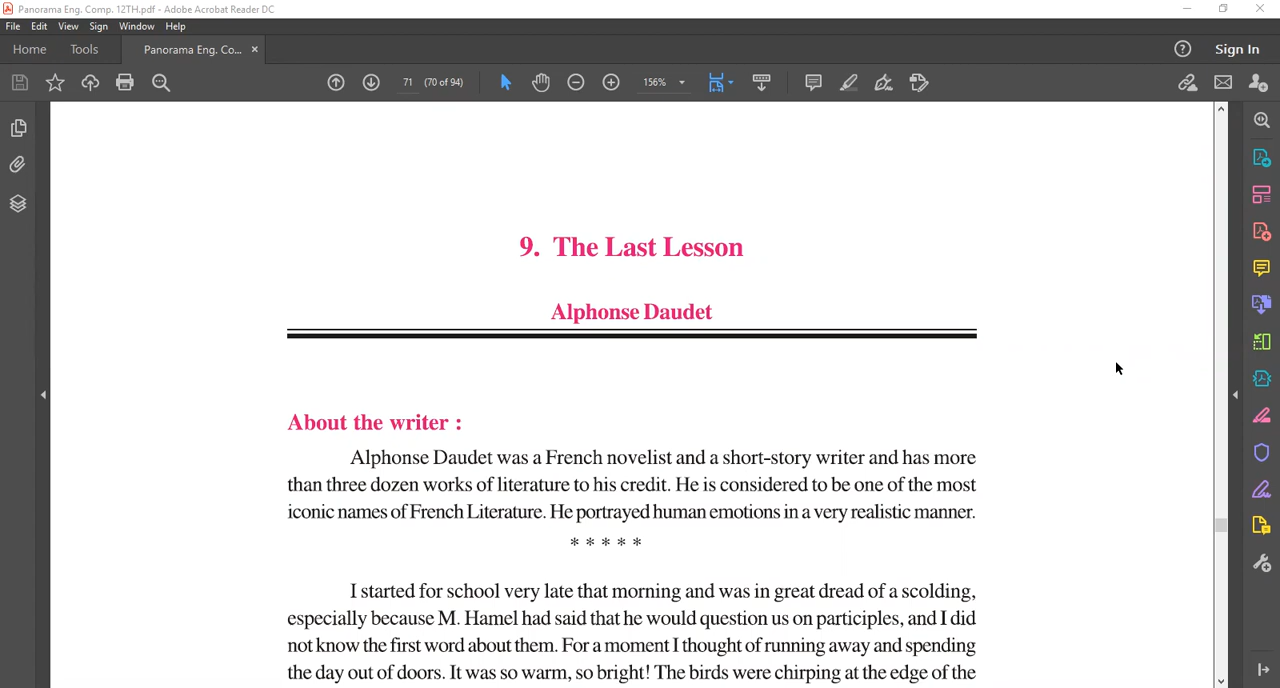 Panorama Eng. Comp. 12TH.pdf - Adobe Acrobat Reader DC
File Edit View Sign Window Help
Home Tools Panorama Eng. Co... × Sign In
71 (70 of 94) 156%
9. The Last Lesson
Alphonse Daudet
About the writer :
Alphonse Daudet was a French novelist and a short-story writer and has more
than three dozen works of literature to his credit. He is considered to be one of the most
iconic names of French Literature. He portrayed human emotions in a very realistic manner.
* * * * *
I started for school very late that morning and was in great dread of a scolding,
especially because M. Hamel had said that he would question us on participles, and I did
not know the first word about them. For a moment I thought of running away and spending
the day out of doors. It was so warm, so bright! The birds were chirping at the edge of the